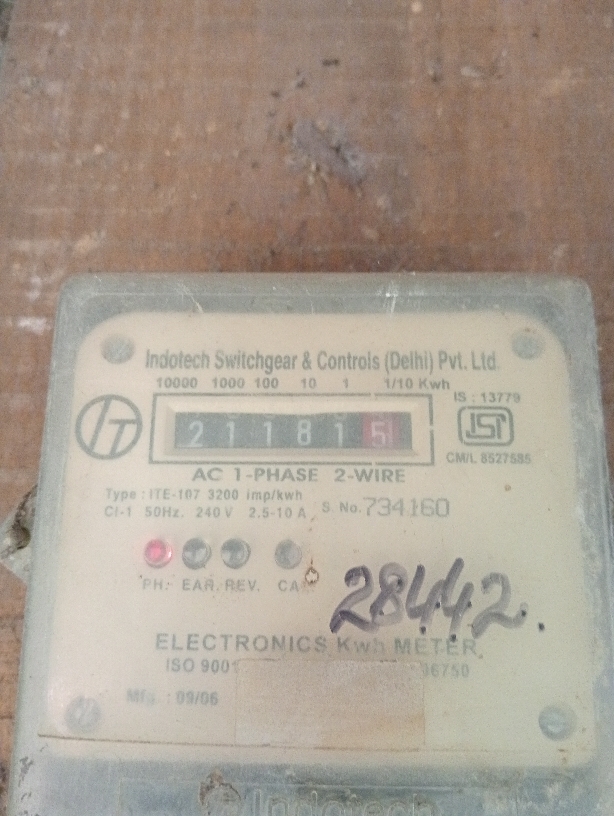 Indotech Switchgear & Controls (Delhi) Pvt. Ltd.
10000 1000 100 10 1 1/10 Kwh
IS : 13779
2 1 1 8 1 5
ISI
CM/L 8527585
AC 1-PHASE 2-WIRE
Type : ITE-107 3200 imp/kwh
Cl-1 50Hz. 240 V 2.5-10 A S. No. 734160
PH. EAR. REV. CA
28442.
ELECTRONICS Kwh METER
ISO 9001
Mfg : 09/06
Indotech